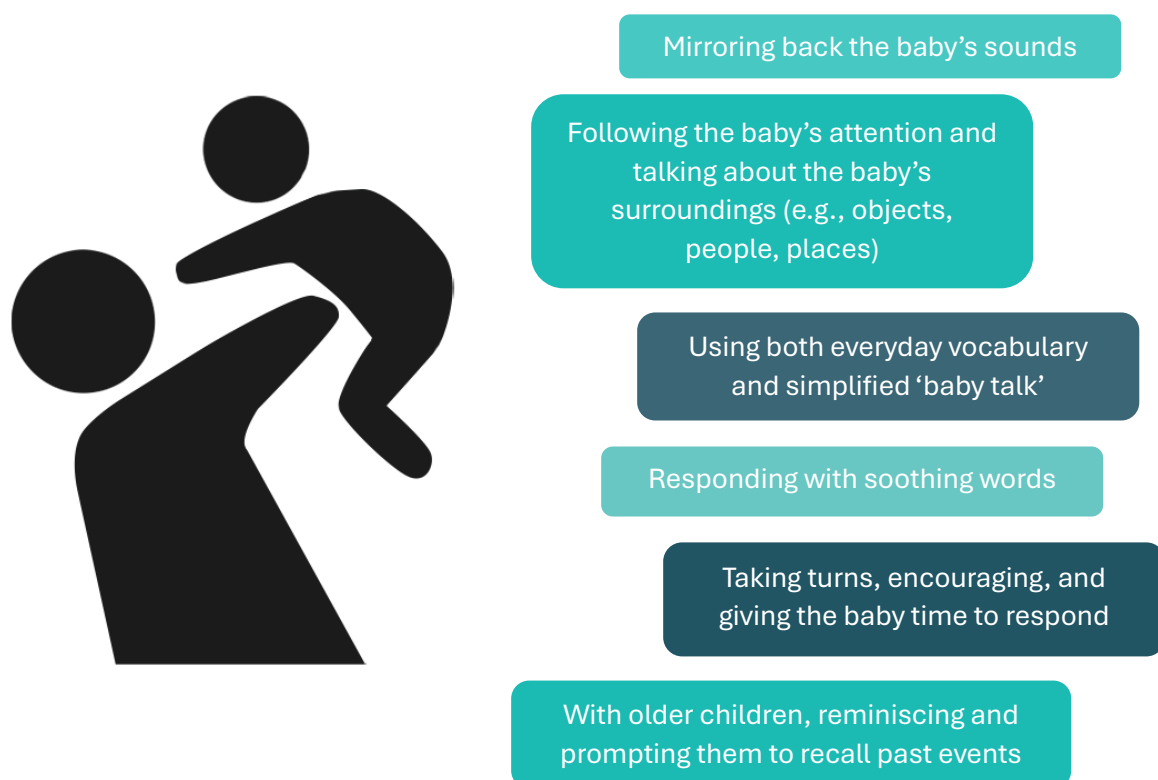 Mirroring back the baby’s sounds
Following the baby’s attention and
talking about the baby’s
surroundings (e.g., objects,
people, places)
Using both everyday vocabulary
and simplified ‘baby talk’
Responding with soothing words
Taking turns, encouraging, and
giving the baby time to respond
With older children, reminiscing and
prompting them to recall past events